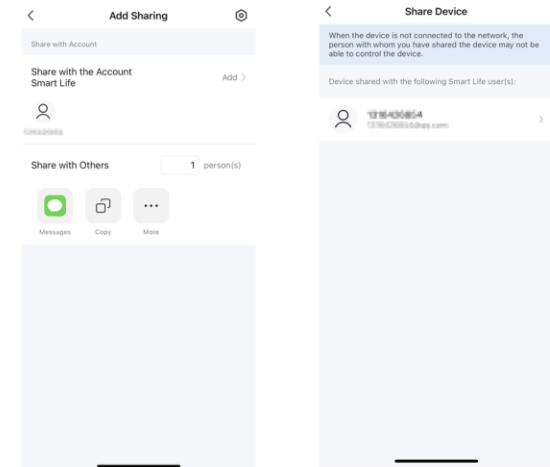 Add Sharing
Share with Account
Share with the Account
Smart Life
Add >
Share with Others
1 person(s)
Messages
Copy
More
Share Device
When the device is not connected to the network, the
person with whom you have shared the device may not be
able to control the device.
Device shared with the following Smart Life user(s):